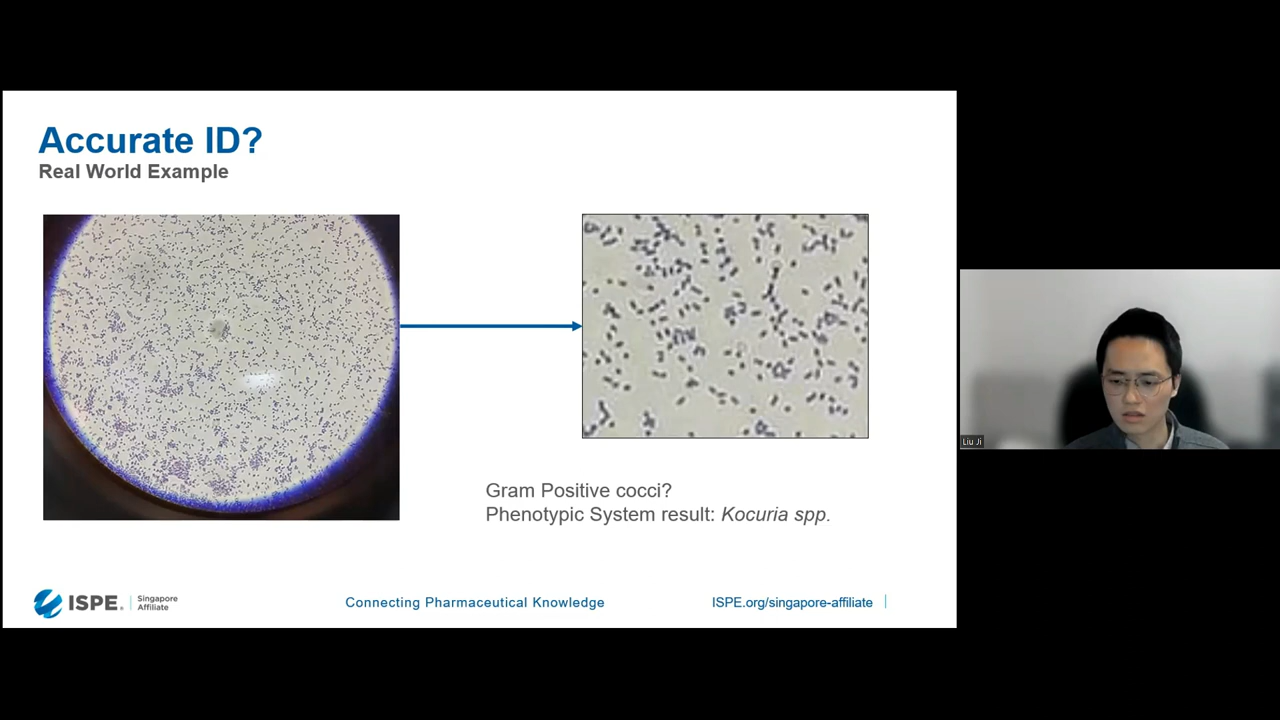 Accurate ID?
Real World Example
Gram Positive cocci?
Phenotypic System result: Kocuria spp.
ISPE.
Singapore
Affiliate
Connecting Pharmaceutical Knowledge
ISPE.org/singapore-affiliate
Liu Ji